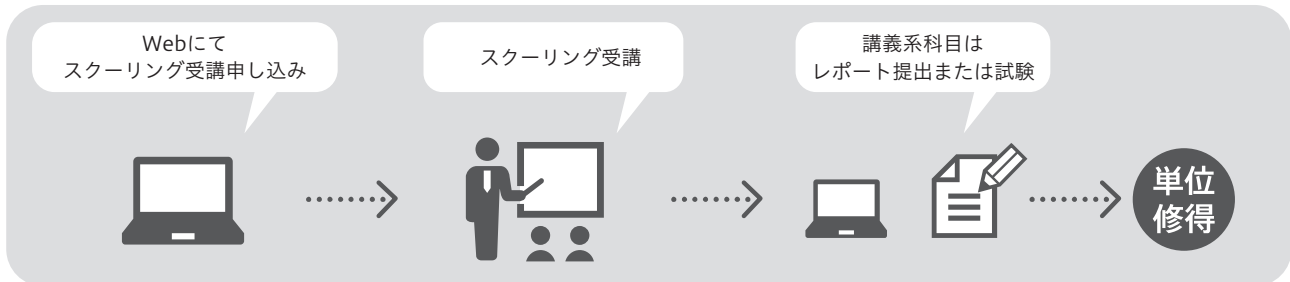 Webにて
スクーリング受講申し込み
スクーリング受講
講義系科目は
レポート提出または試験
単位
修得